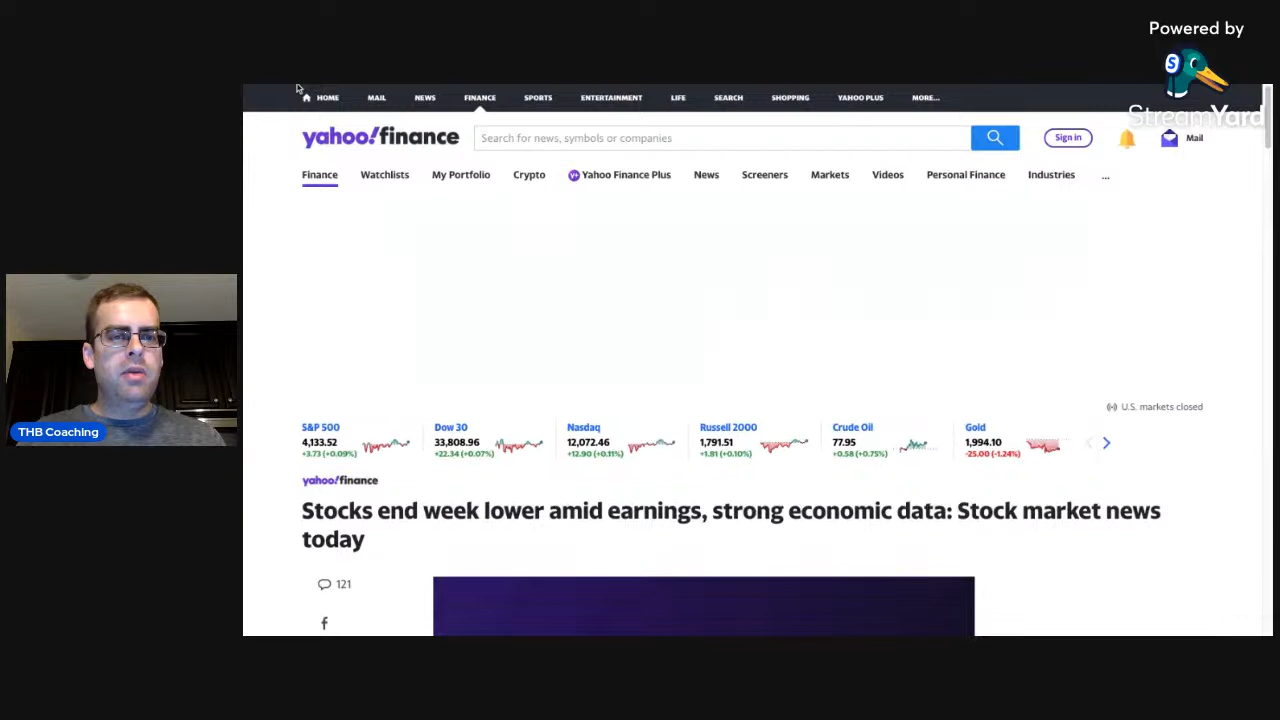 Powered by
S
StreamYard
HOME MAIL NEWS FINANCE SPORTS ENTERTAINMENT LIFE SEARCH SHOPPING YAHOO PLUS MORE...
yahoo!finance Search for news, symbols or companies Sign in Mail
Finance Watchlists My Portfolio Crypto Y+ Yahoo Finance Plus News Screeners Markets Videos Personal Finance Industries ...
U.S. markets closed
S&P 500 Dow 30 Nasdaq Russell 2000 Crude Oil Gold
4,133.52 33,808.96 12,072.46 1,791.51 77.95 1,994.10
+3.73 (+0.09%) +22.34 (+0.07%) +12.90 (+0.11%) +1.81 (+0.10%) +0.58 (+0.75%) -25.00 (-1.24%)
yahoo!finance
Stocks end week lower amid earnings, strong economic data: Stock market news
today
121
f
THB Coaching